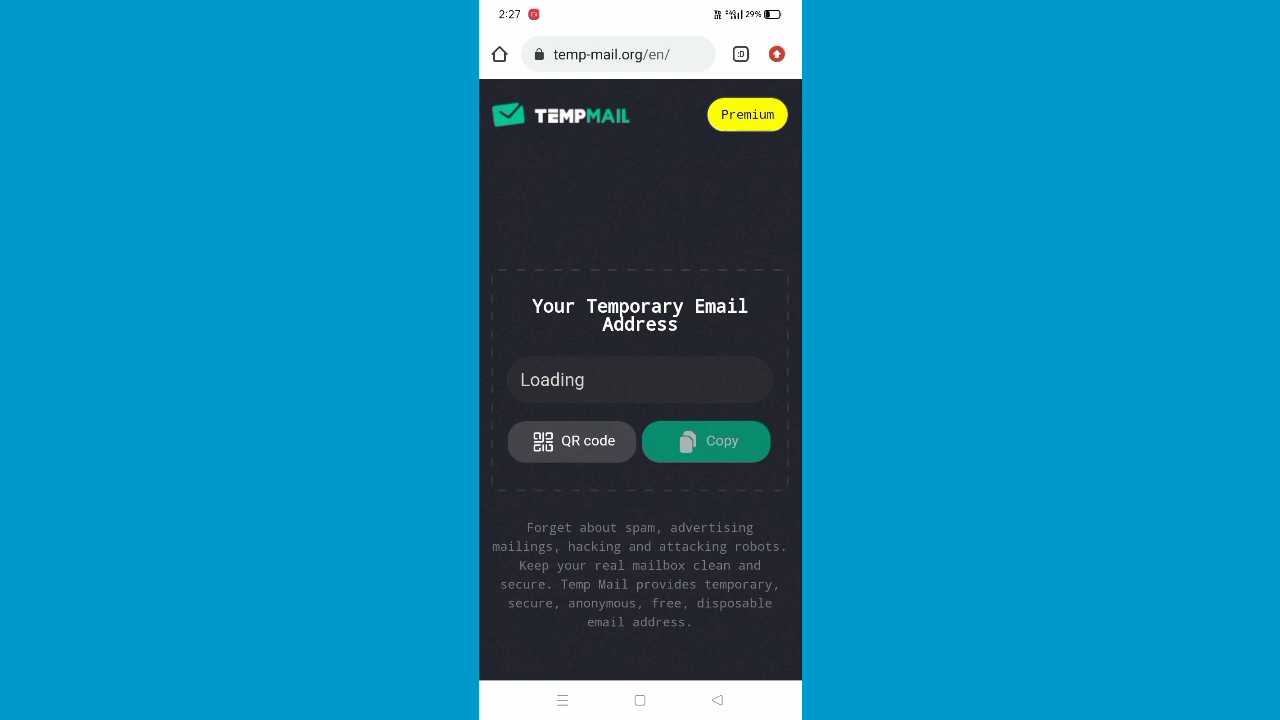 2:27
29%
temp-mail.org/en/
:D
TEMPMAIL
Premium
Your Temporary Email
Address
Loading
QR code
Copy
Forget about spam, advertising
mailings, hacking and attacking robots.
Keep your real mailbox clean and
secure. Temp Mail provides temporary,
secure, anonymous, free, disposable
email address.